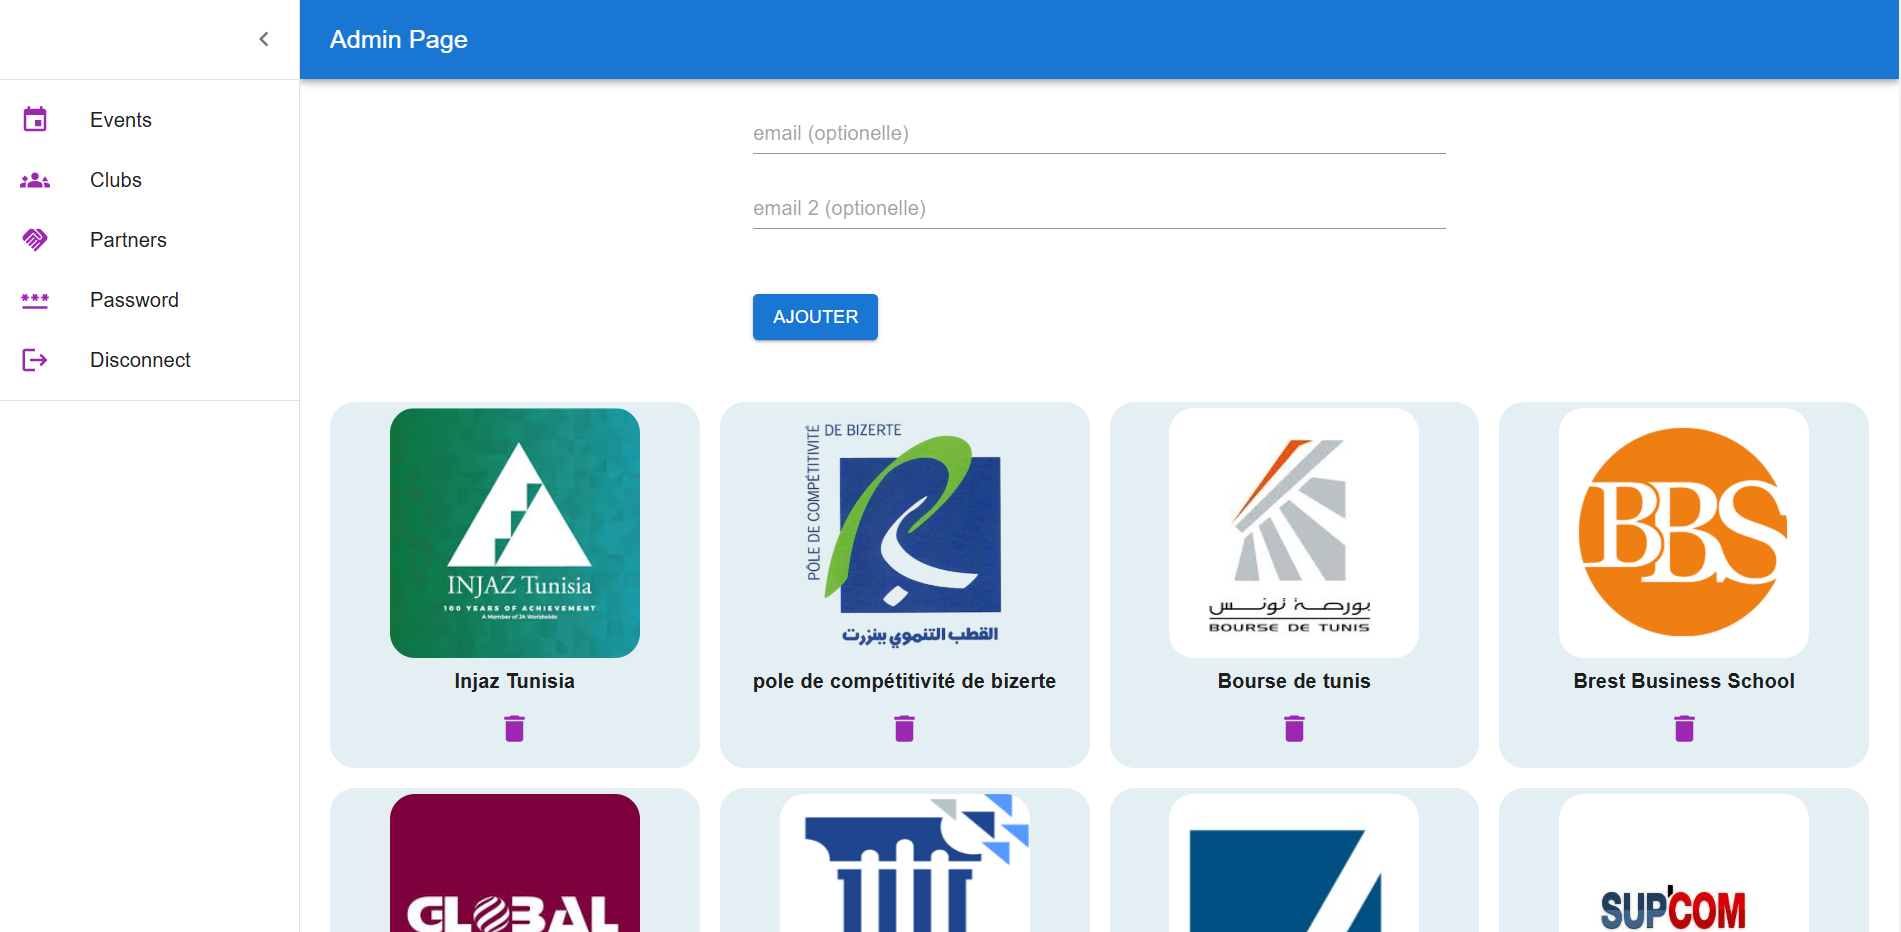 Admin Page
Events
Clubs
Partners
Password
Disconnect
email (optionelle)
email 2 (optionelle)
AJOUTER
INJAZ Tunisia
100 YEARS OF ACHIEVEMENT
A Member of JA Worldwide
Injaz Tunisia
PÔLE DE COMPÉTITIVITÉ
DE BIZERTE
القطب التنموي ببنزرت
pole de compétitivité de bizerte
بورصة تونس
BOURSE DE TUNIS
Bourse de tunis
BBS
Brest Business School
GLOBAL
SUP'COM